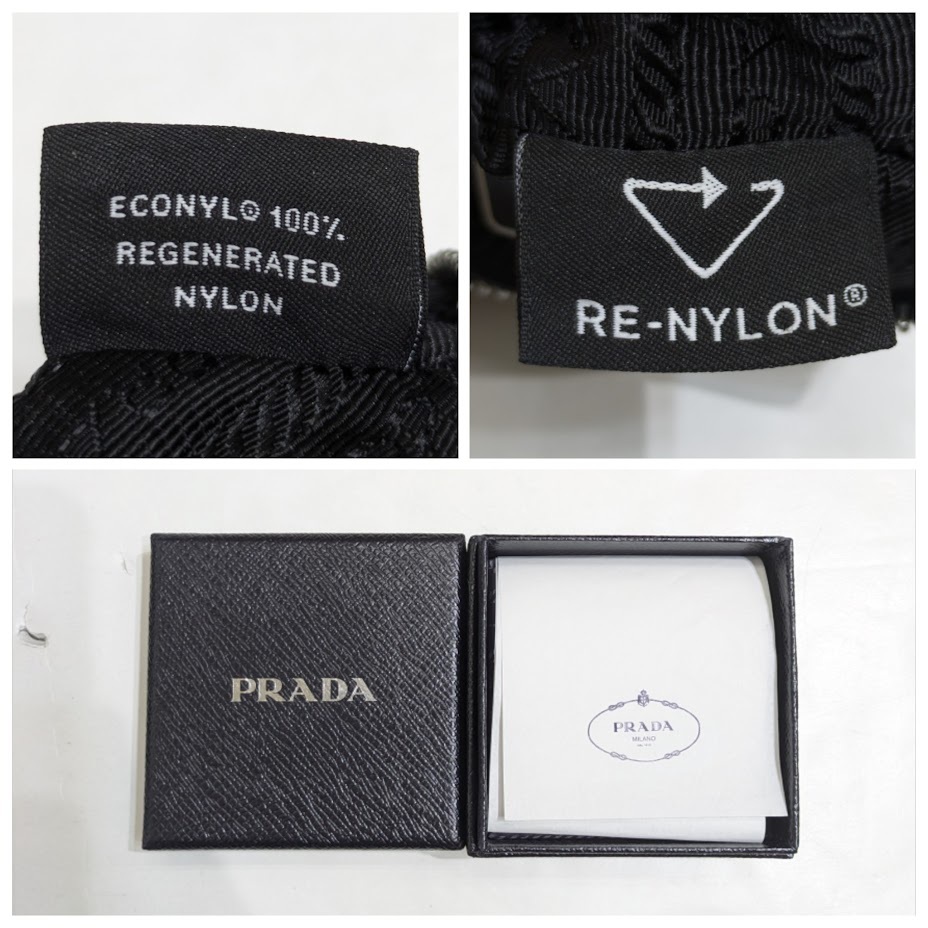 ECONYL® 100%
REGENERATED
NYLON
RE-NYLON®
PRADA
PRADA
MILANO